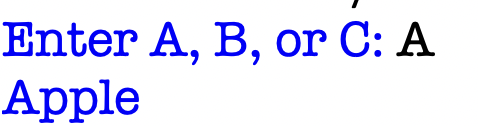 Enter A, B, or C: A
Apple